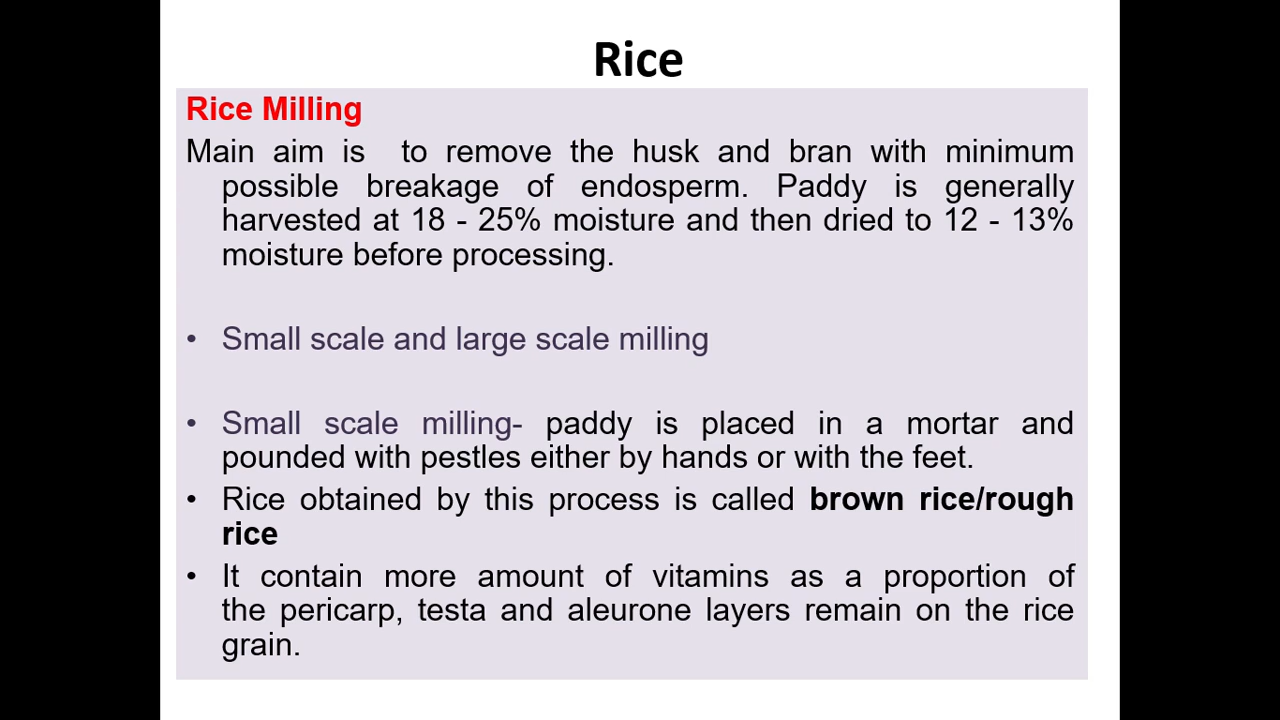 Rice
Rice Milling
Main aim is  to remove the husk and bran with minimum
possible breakage of endosperm. Paddy is generally
harvested at 18 - 25% moisture and then dried to 12 - 13%
moisture before processing.
• Small scale and large scale milling
• Small scale milling- paddy is placed in a mortar and
pounded with pestles either by hands or with the feet.
• Rice obtained by this process is called brown rice/rough
rice
• It contain more amount of vitamins as a proportion of
the pericarp, testa and aleurone layers remain on the rice
grain.